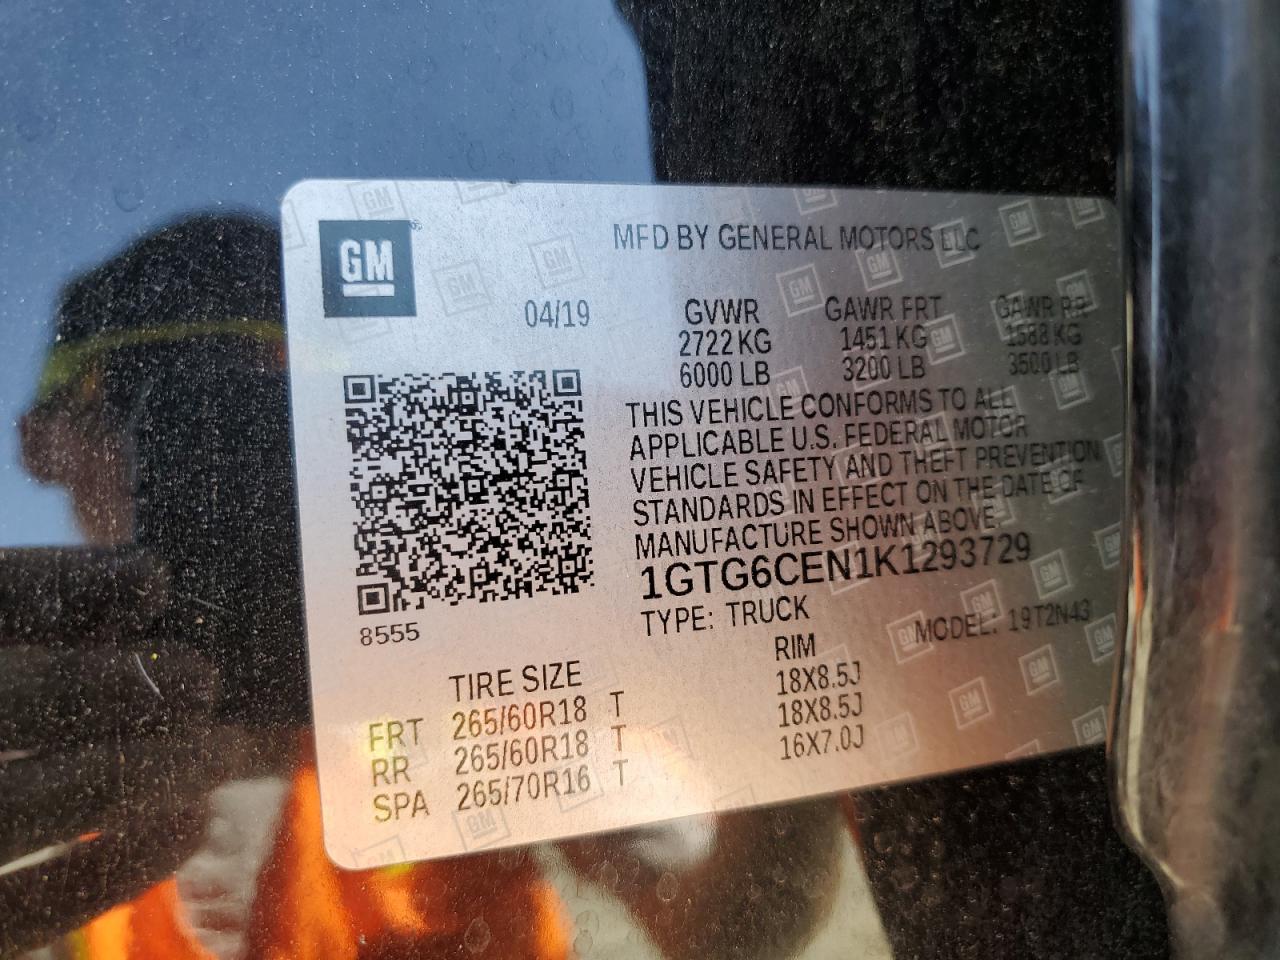 GM
MFD BY GENERAL MOTORS LLC
04/19 GVWR GAWR FRT GAWR RR
2722 KG 1451 KG 1588 KG
6000 LB 3200 LB 3500 LB
THIS VEHICLE CONFORMS TO ALL
APPLICABLE U.S. FEDERAL MOTOR
VEHICLE SAFETY AND THEFT PREVENTION
STANDARDS IN EFFECT ON THE DATE OF
MANUFACTURE SHOWN ABOVE.
1GTG6CEN1K1293729
TYPE: TRUCK MODEL: 19T2N43
8555
TIRE SIZE RIM
FRT 265/60R18 T 18X8.5J
RR 265/60R18 T 18X8.5J
SPA 265/70R16 T 16X7.0J